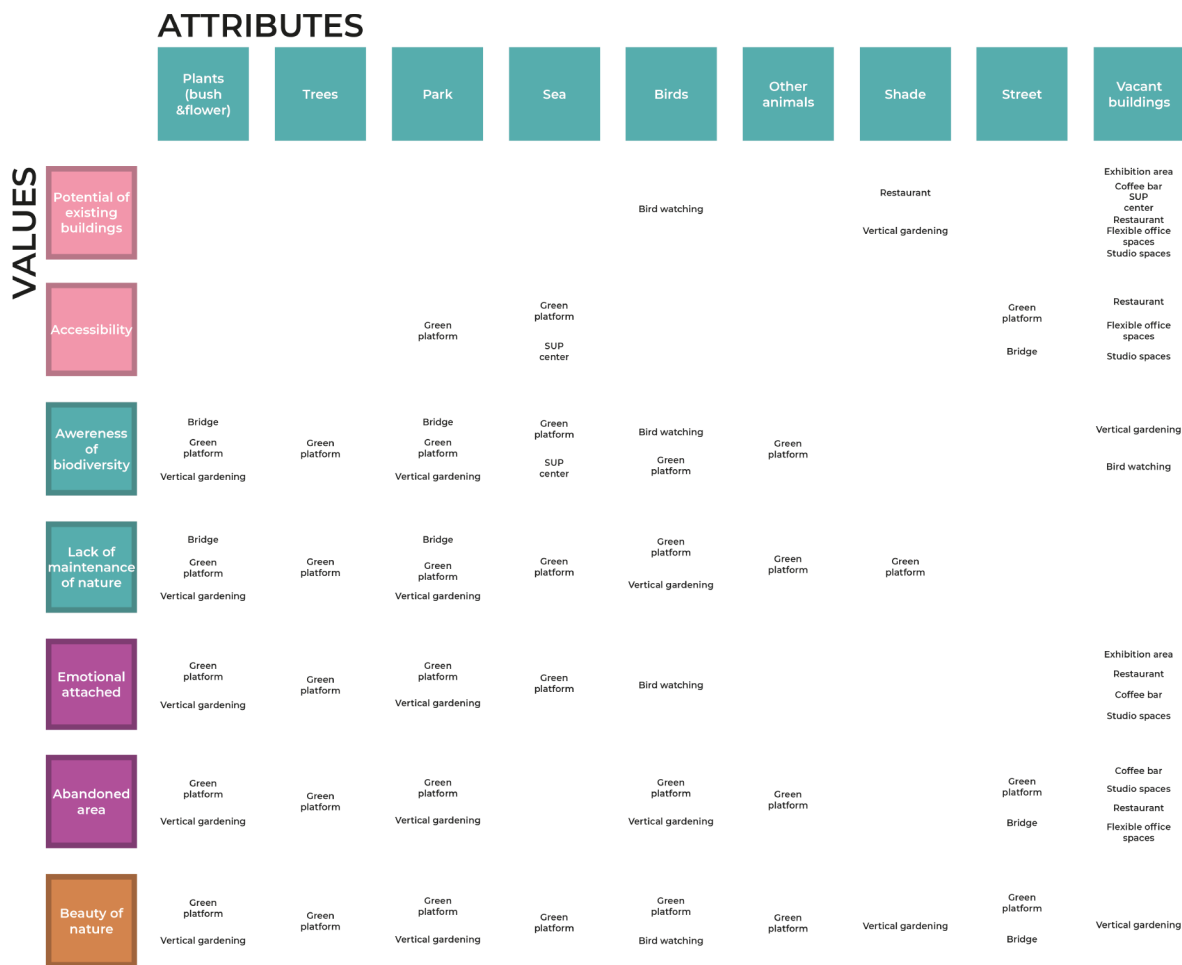 ATTRIBUTES
Plants
(bush
&flower)
Trees
Park
Sea
Birds
Other
animals
Shade
Street
Vacant
buildings
VALUES
Potential of
existing
buildings
Bird watching
Restaurant
Vertical gardening
Exhibition area
Coffee bar
SUP
center
Restaurant
Flexible office
spaces
Studio spaces
Accessibility
Green
platform
Green
platform
SUP
center
Green
platform
Bridge
Restaurant
Flexible office
spaces
Studio spaces
Awereness
of
biodiversity
Bridge
Green
platform
Vertical gardening
Green
platform
Bridge
Green
platform
Vertical gardening
Green
platform
SUP
center
Bird watching
Green
platform
Green
platform
Vertical gardening
Bird watching
Lack of
maintenance
of nature
Bridge
Green
platform
Vertical gardening
Green
platform
Bridge
Green
platform
Vertical gardening
Green
platform
Green
platform
Vertical gardening
Green
platform
Green
platform
Emotional
attached
Green
platform
Vertical gardening
Green
platform
Green
platform
Vertical gardening
Green
platform
Bird watching
Exhibition area
Restaurant
Coffee bar
Studio spaces
Abandoned
area
Green
platform
Vertical gardening
Green
platform
Green
platform
Vertical gardening
Green
platform
Vertical gardening
Green
platform
Green
platform
Bridge
Coffee bar
Studio spaces
Restaurant
Flexible office
spaces
Beauty of
nature
Green
platform
Vertical gardening
Green
platform
Green
platform
Vertical gardening
Green
platform
Green
platform
Bird watching
Green
platform
Vertical gardening
Green
platform
Bridge
Vertical gardening